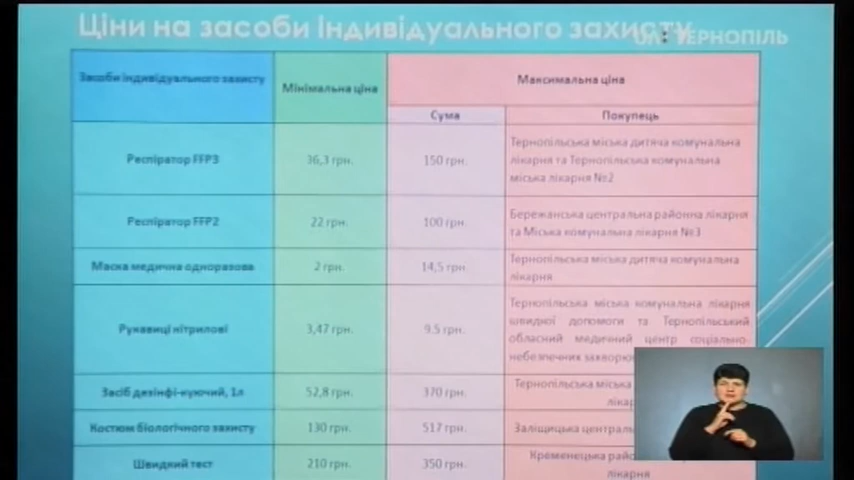 Ціни на засоби індивідуального захисту
ТЕРНОПІЛЬ
Засоби індивідуального захисту
Мінімальна ціна
Максимальна ціна
Сума
Покупець
Респіратор FFP3
36,3 грн.
150 грн.
Тернопільська міська дитяча комунальна
лікарня та Тернопільська комунальна
міська лікарня №2
Респіратор FFP2
22 грн.
100 грн.
Бережанська центральна районна лікарня
та Міська комунальна лікарня №3
Маска медична одноразова
2 грн.
14,5 грн.
Тернопільська міська дитяча комунальна
лікарня
Рукавиці нітрилові
3,47 грн.
9.5 грн.
Тернопільська міська комунальна лікарня
швидкої допомоги та Тернопільський
обласний медичний центр соціально-
небезпечних
Засіб дезінфі-куючий, 1л
52,8 грн.
370 грн.
Тернопільська міська
Костюм біологічного захисту
130 грн.
517 грн.
Заліщицька
Швидкий тест
210 грн.
350 грн.
Кременецька
лікарня